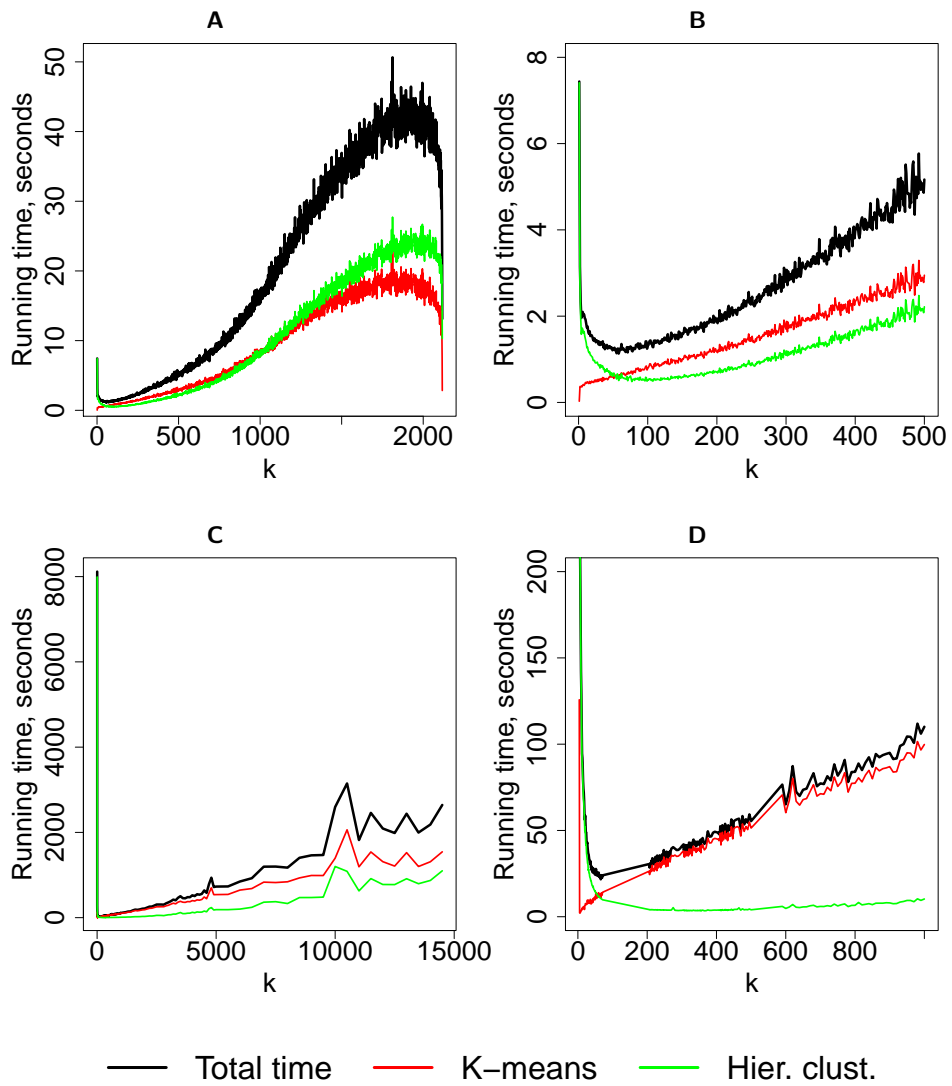 A
Running time, seconds
0
10
20
30
40
50
0
500
1000
2000
k
B
Running time, seconds
0
2
4
6
8
0
100
200
300
400
500
k
C
Running time, seconds
0
2000
4000
6000
8000
0
5000
10000
15000
k
D
Running time, seconds
0
50
100
150
200
0
200
400
600
800
k
Total time
K−means
Hier. clust.